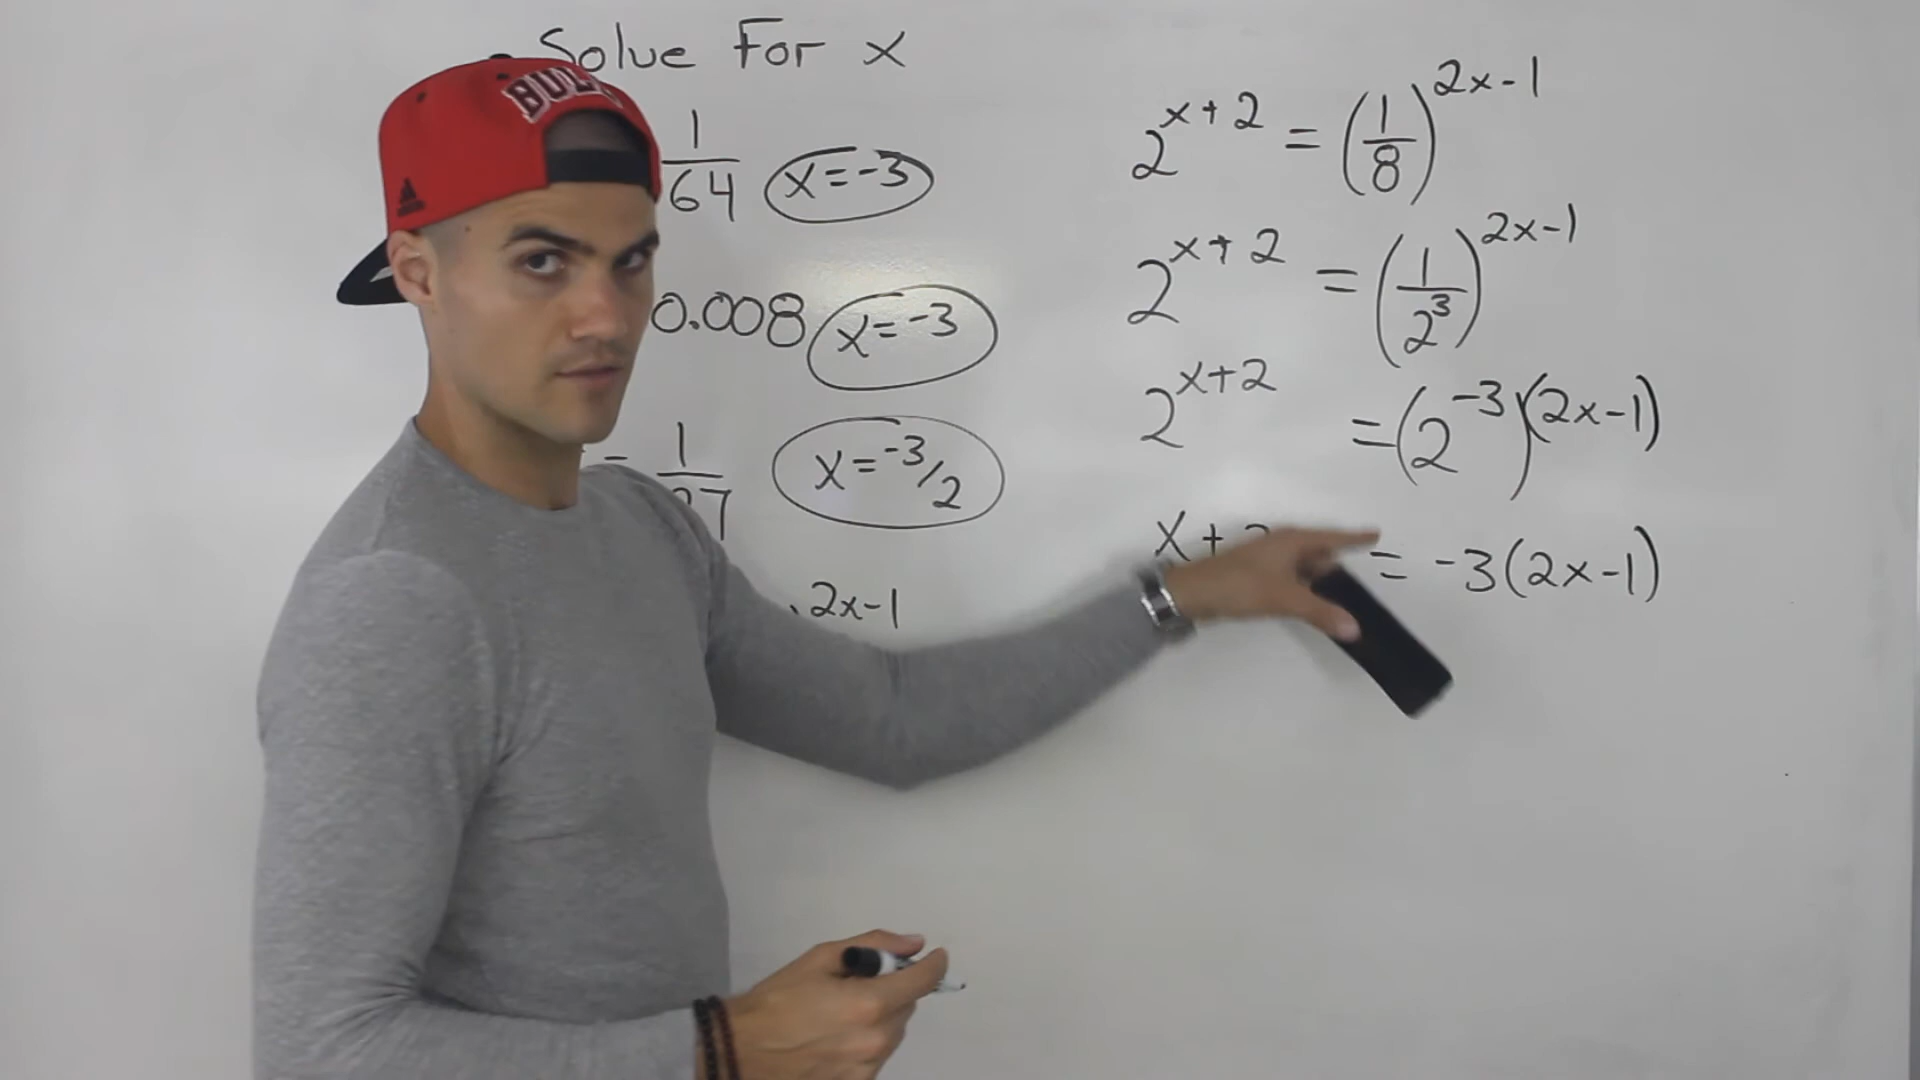 Solve For x
1/64 x=-3
0.008 x=-3
1/27 x=-3/2
2x-1
2^(x+2) = (1/8)^(2x-1)
2^(x+2) = (1/2^3)^(2x-1)
2^(x+2) = (2^-3)^(2x-1)
x+2 = -3(2x-1)